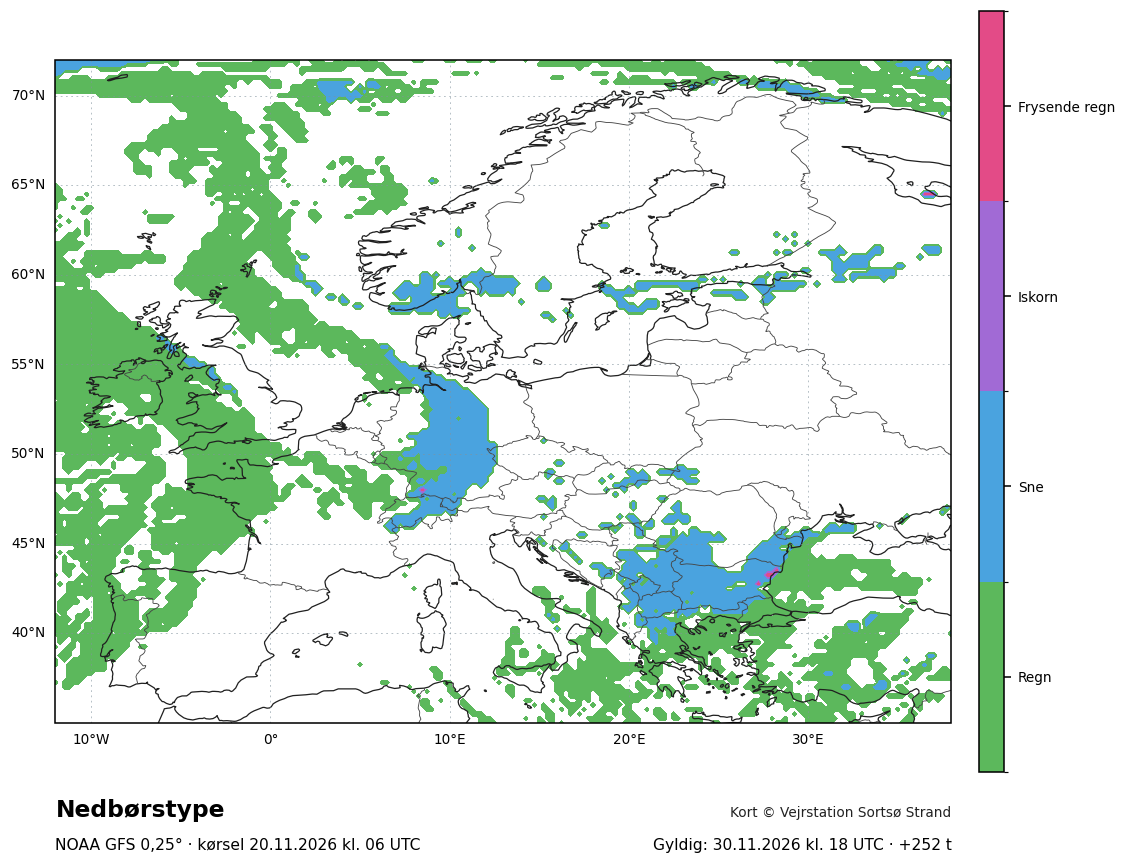 70°N
65°N
60°N
55°N
50°N
45°N
40°N
10°W
0°
10°E
20°E
30°E
Frysende regn
Iskorn
Sne
Regn
Nedbørstype
Kort © Vejrstation Sortsø Strand
NOAA GFS 0,25° · kørsel 20.11.2026 kl. 06 UTC
Gyldig: 30.11.2026 kl. 18 UTC · +252 t